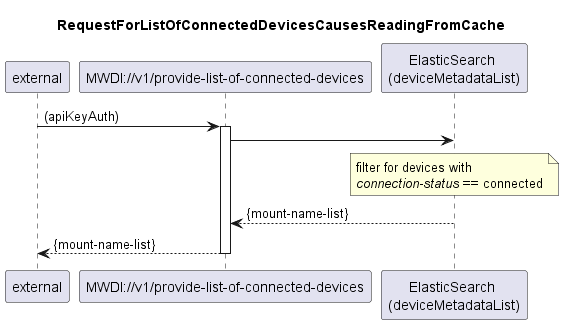 RequestForListOfConnectedDevicesCausesReadingFromCache
external
MWDI://v1/provide-list-of-connected-devices
ElasticSearch
(deviceMetadataList)
(apiKeyAuth)
filter for devices with
connection-status == connected
{mount-name-list}
{mount-name-list}
external
MWDI://v1/provide-list-of-connected-devices
ElasticSearch
(deviceMetadataList)